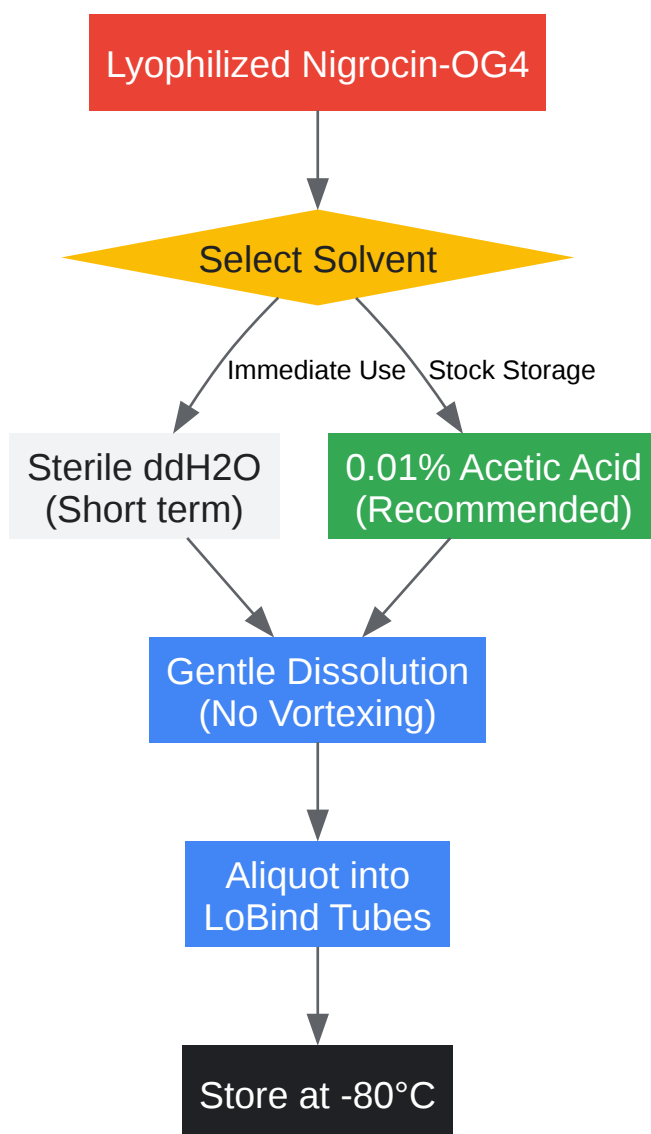 Lyophilized Nigrocin-OG4
Select Solvent
Immediate Use
Stock Storage
Sterile ddH2O
(Short term)
0.01% Acetic Acid
(Recommended)
Gentle Dissolution
(No Vortexing)
Aliquot into
LoBind Tubes
Store at -80°C